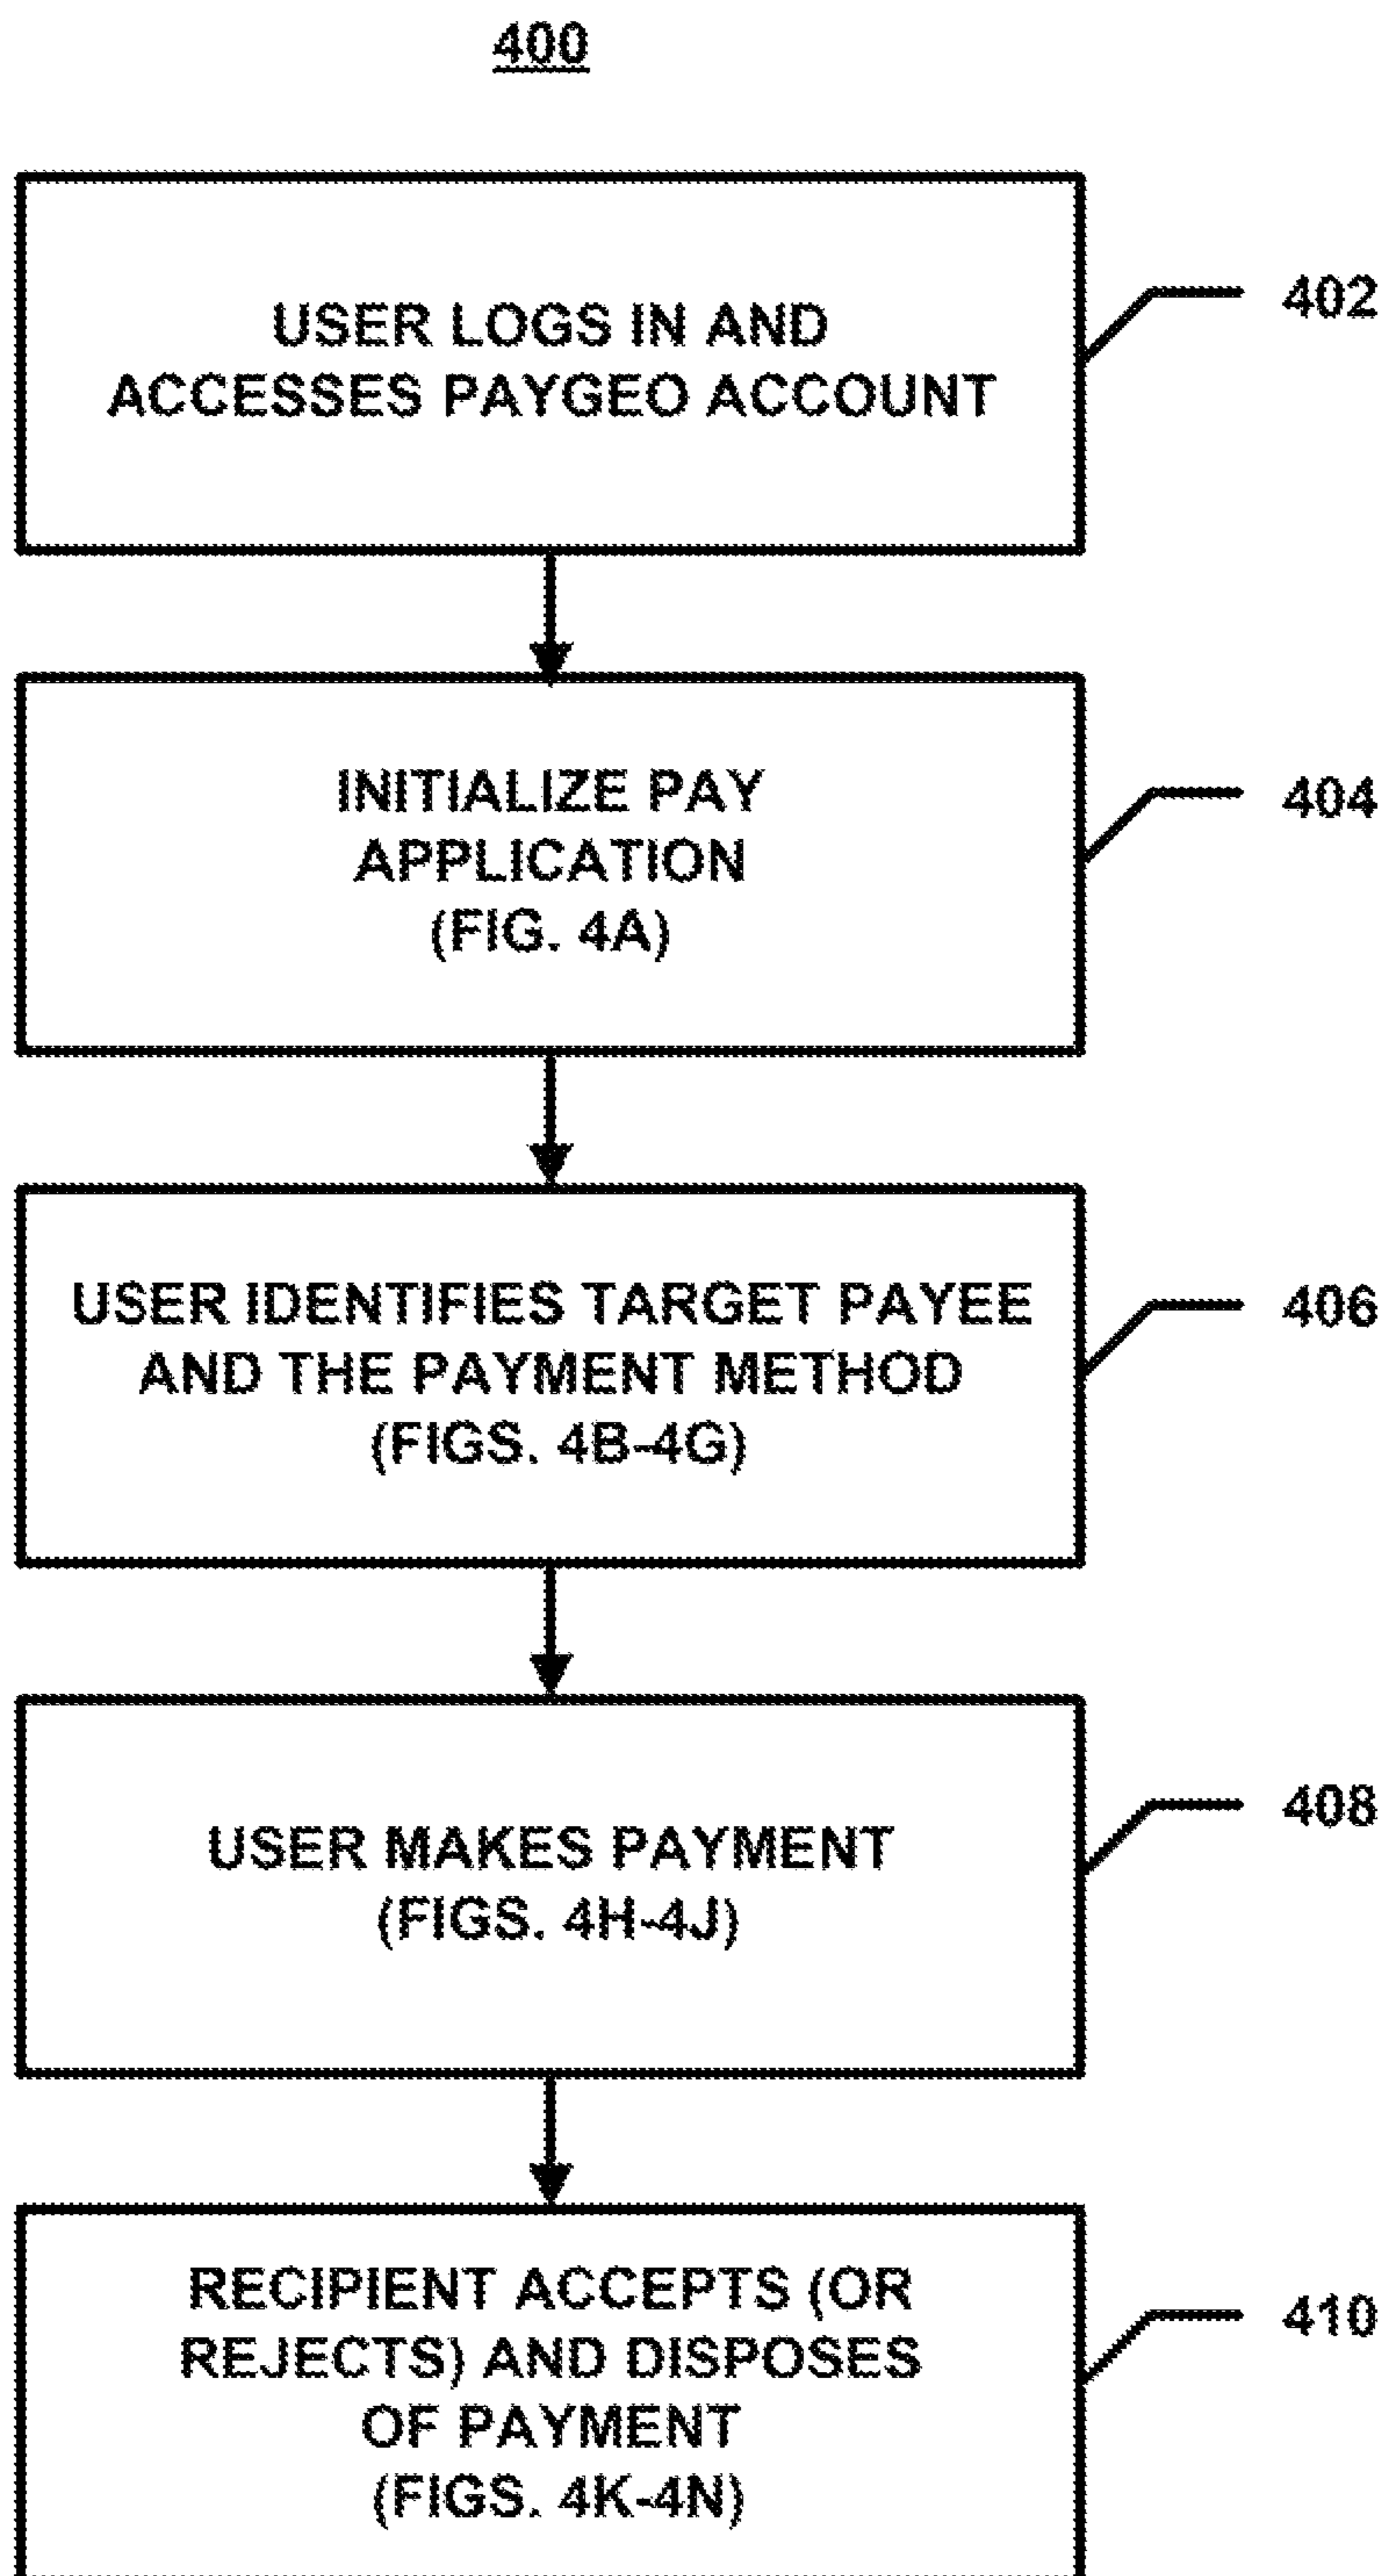 400
USER LOGS IN AND
ACCESSES PAYGEO ACCOUNT
402
INITIALIZE PAY
APPLICATION
(FIG. 4A)
404
USER IDENTIFIES TARGET PAYEE
AND THE PAYMENT METHOD
(FIGS. 4B-4G)
406
USER MAKES PAYMENT
(FIGS. 4H-4J)
408
RECIPIENT ACCEPTS (OR
REJECTS) AND DISPOSES
OF PAYMENT
(FIGS. 4K-4N)
410